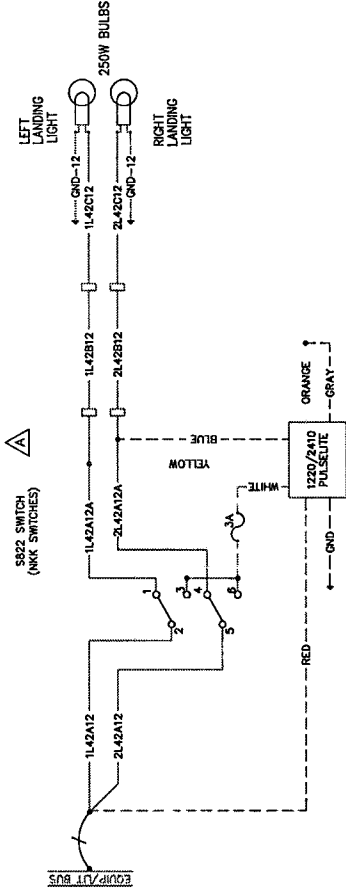 LEFT
LANDING
LIGHT
250W BULBS
RIGHT
LANDING
LIGHT
GND-12
1L42C12
2L42C12
GND-12
1L42B12
2L42B12
A
S822 SWITCH
(NKK SWITCHES)
1L42A12A
2L42A12A
BLUE
YELLOW
WHITE
3A
1
2
3
4
5
6
ORANGE
GRAY
1220/2410
PULSELITE
GND
RED
1L42A12
2L42A12
EQUIP/LIT BUS